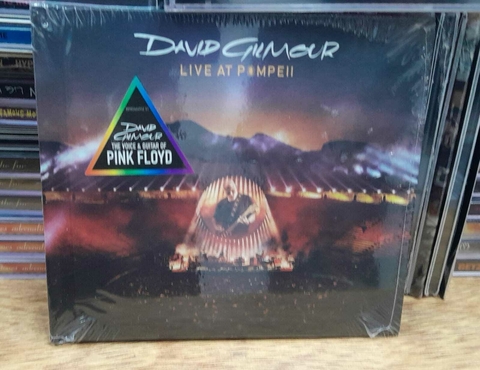 DAVID GILMOUR
LIVE AT POMPEII
DAVID
GILMOUR
THE VOICE & GUITAR OF
PINK FLOYD